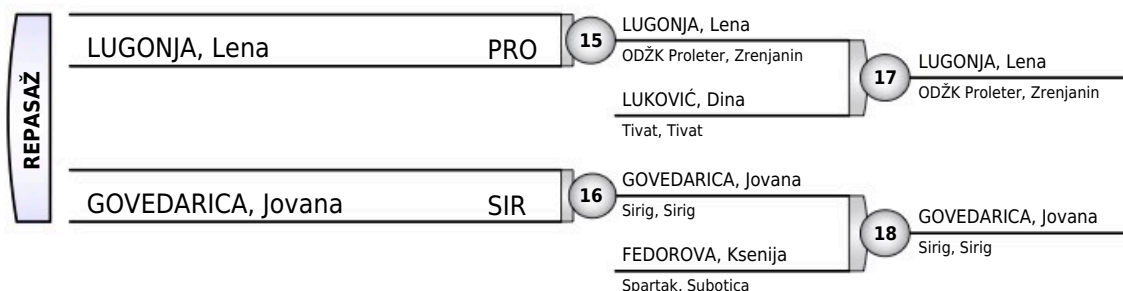 REPASAŽ
LUGONJA, Lena PRO
15
LUGONJA, Lena
ODŽK Proleter, Zrenjanin
LUKOVIĆ, Dina
Tivat, Tivat
17
LUGONJA, Lena
ODŽK Proleter, Zrenjanin
GOVEDARICA, Jovana SIR
16
GOVEDARICA, Jovana
Sirig, Sirig
FEDOROVA, Ksenija
Spartak, Subotica
18
GOVEDARICA, Jovana
Sirig, Sirig